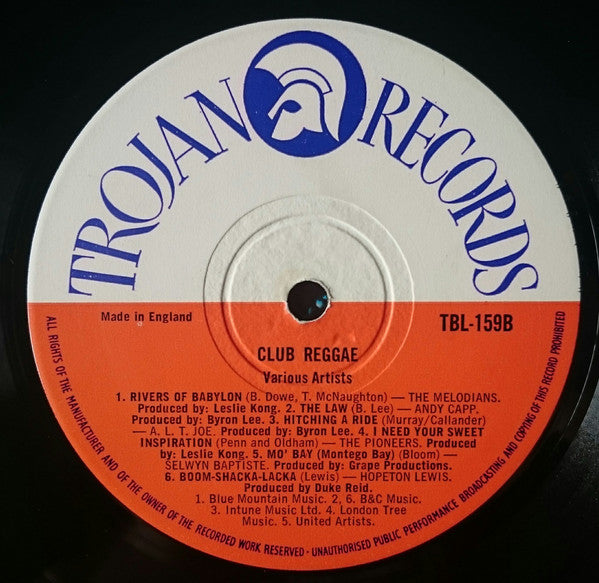 TROJAN RECORDS
Made in England
TBL-159B
CLUB REGGAE
Various Artists
1. RIVERS OF BABYLON (B. Dowe, T. McNaughton) — THE MELODIANS.
Produced by: Leslie Kong. 2. THE LAW (B. Lee) — ANDY CAPP.
Produced by: Byron Lee. 3. HITCHING A RIDE (Murray/Callander)
— A. L. T. JOE. Produced by: Byron Lee. 4. I NEED YOUR SWEET
INSPIRATION (Penn and Oldham) — THE PIONEERS. Produced
by: Leslie Kong. 5. MO' BAY (Montego Bay) (Bloom) —
SELWYN BAPTISTE. Produced by: Grape Productions.
6. BOOM-SHACKA-LACKA (Lewis) — HOPETON LEWIS.
Produced by Duke Reid.
1. Blue Mountain Music. 2, 6. B&C Music.
3. Intune Music Ltd. 4. London Tree
Music. 5. United Artists.
ALL RIGHTS OF THE MANUFACTURER AND OF THE OWNER OF THE RECORDED WORK RESERVED - UNAUTHORISED PUBLIC PERFORMANCE BROADCASTING AND COPYING OF THIS RECORD PROHIBITED